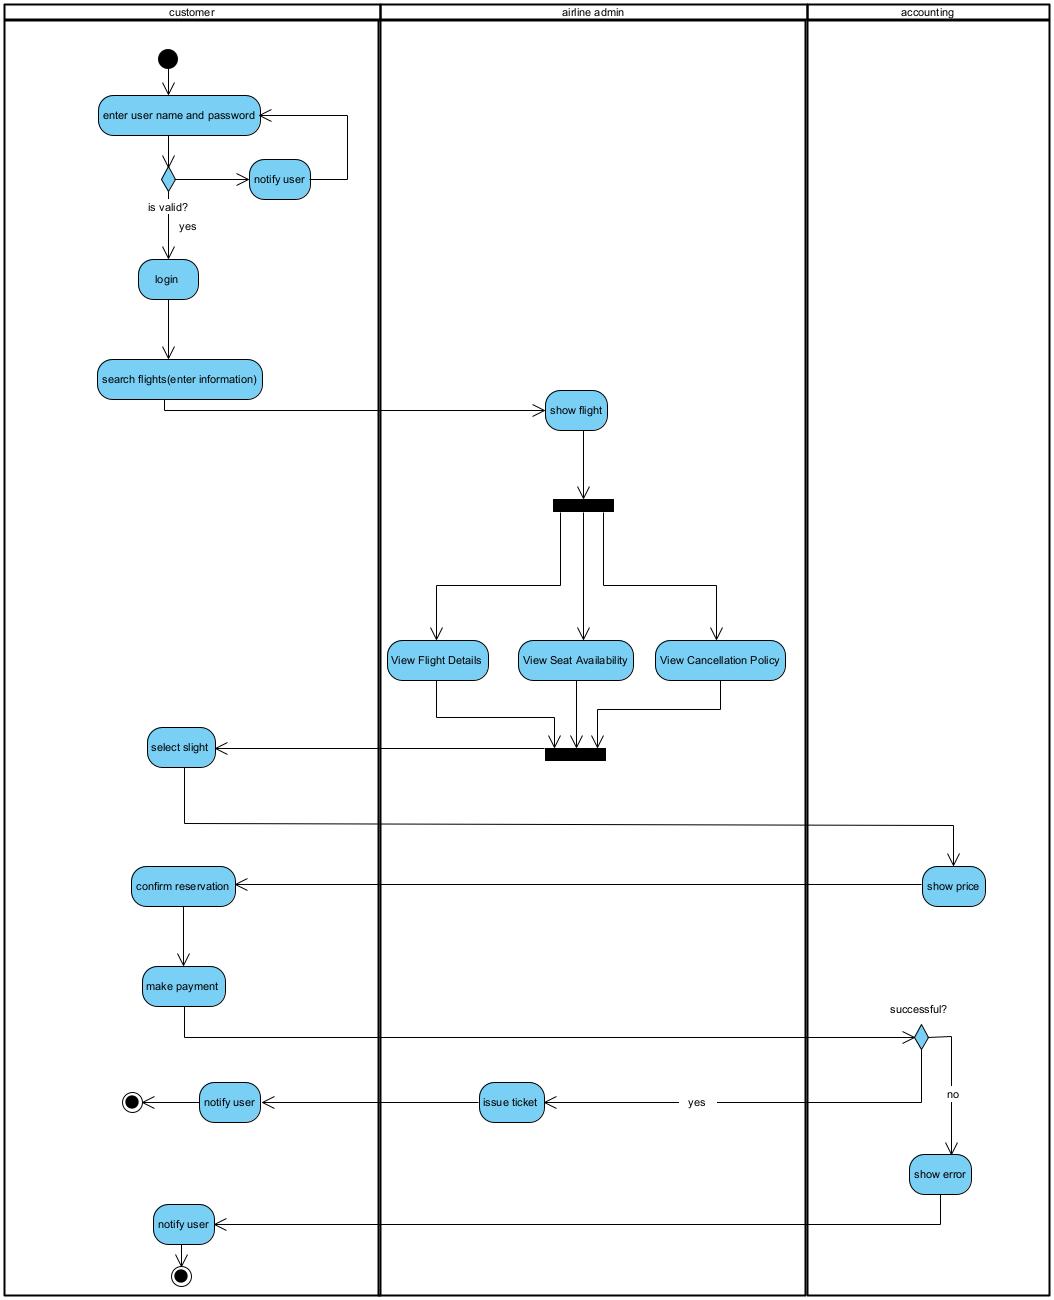 customer
airline admin
accounting
enter user name and password
notify user
is valid?
yes
login
search flights(enter information)
show flight
View Flight Details
View Seat Availability
View Cancellation Policy
select slight
confirm reservation
show price
make payment
successful?
notify user
issue ticket
yes
no
show error
notify user